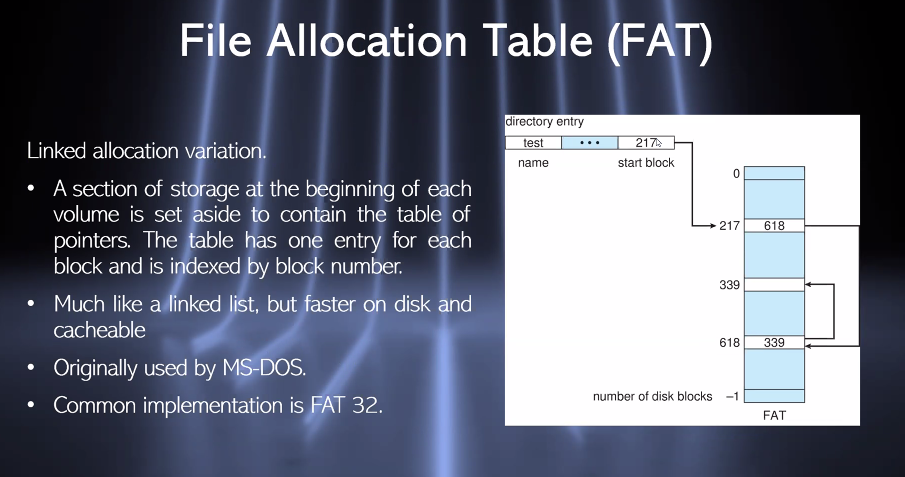 File Allocation Table (FAT)
Linked allocation variation.
• A section of storage at the beginning of each
volume is set aside to contain the table of
pointers. The table has one entry for each
block and is indexed by block number.
• Much like a linked list, but faster on disk and
cacheable
• Originally used by MS-DOS.
• Common implementation is FAT 32.
directory entry
test ••• 217
name start block
0
217 618
339
618 339
number of disk blocks –1
FAT